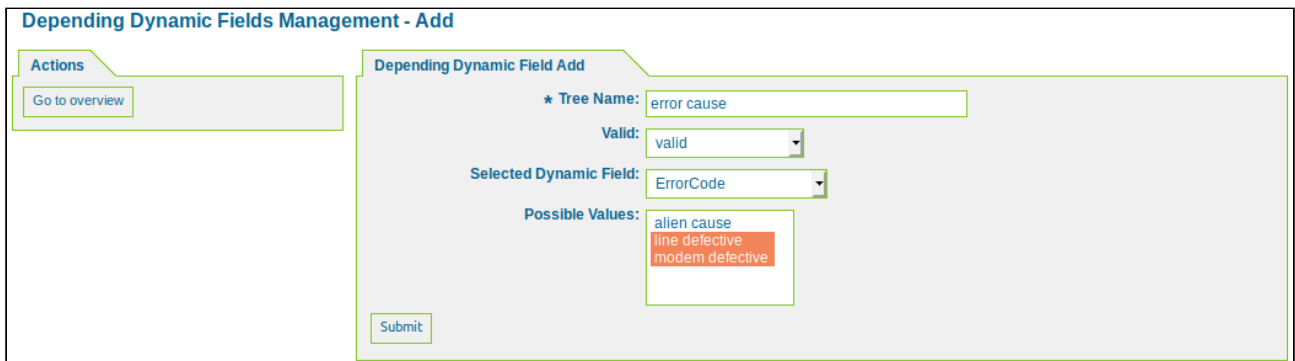 Depending Dynamic Fields Management - Add
Actions
Go to overview
Depending Dynamic Field Add
★ Tree Name: error cause
Valid: valid
Selected Dynamic Field: ErrorCode
Possible Values: alien cause
line defective
modem defective
Submit